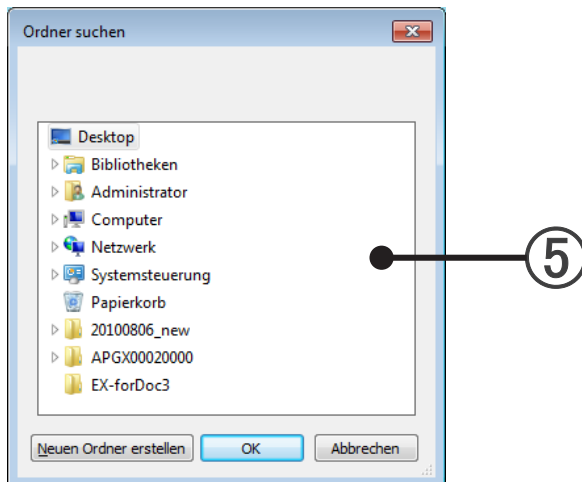 Ordner suchen
Desktop
Bibliotheken
Administrator
Computer
Netzwerk
Systemsteuerung
Papierkorb
20100806_new
APGX00020000
EX-forDoc3
Neuen Ordner erstellen OK Abbrechen
⑤